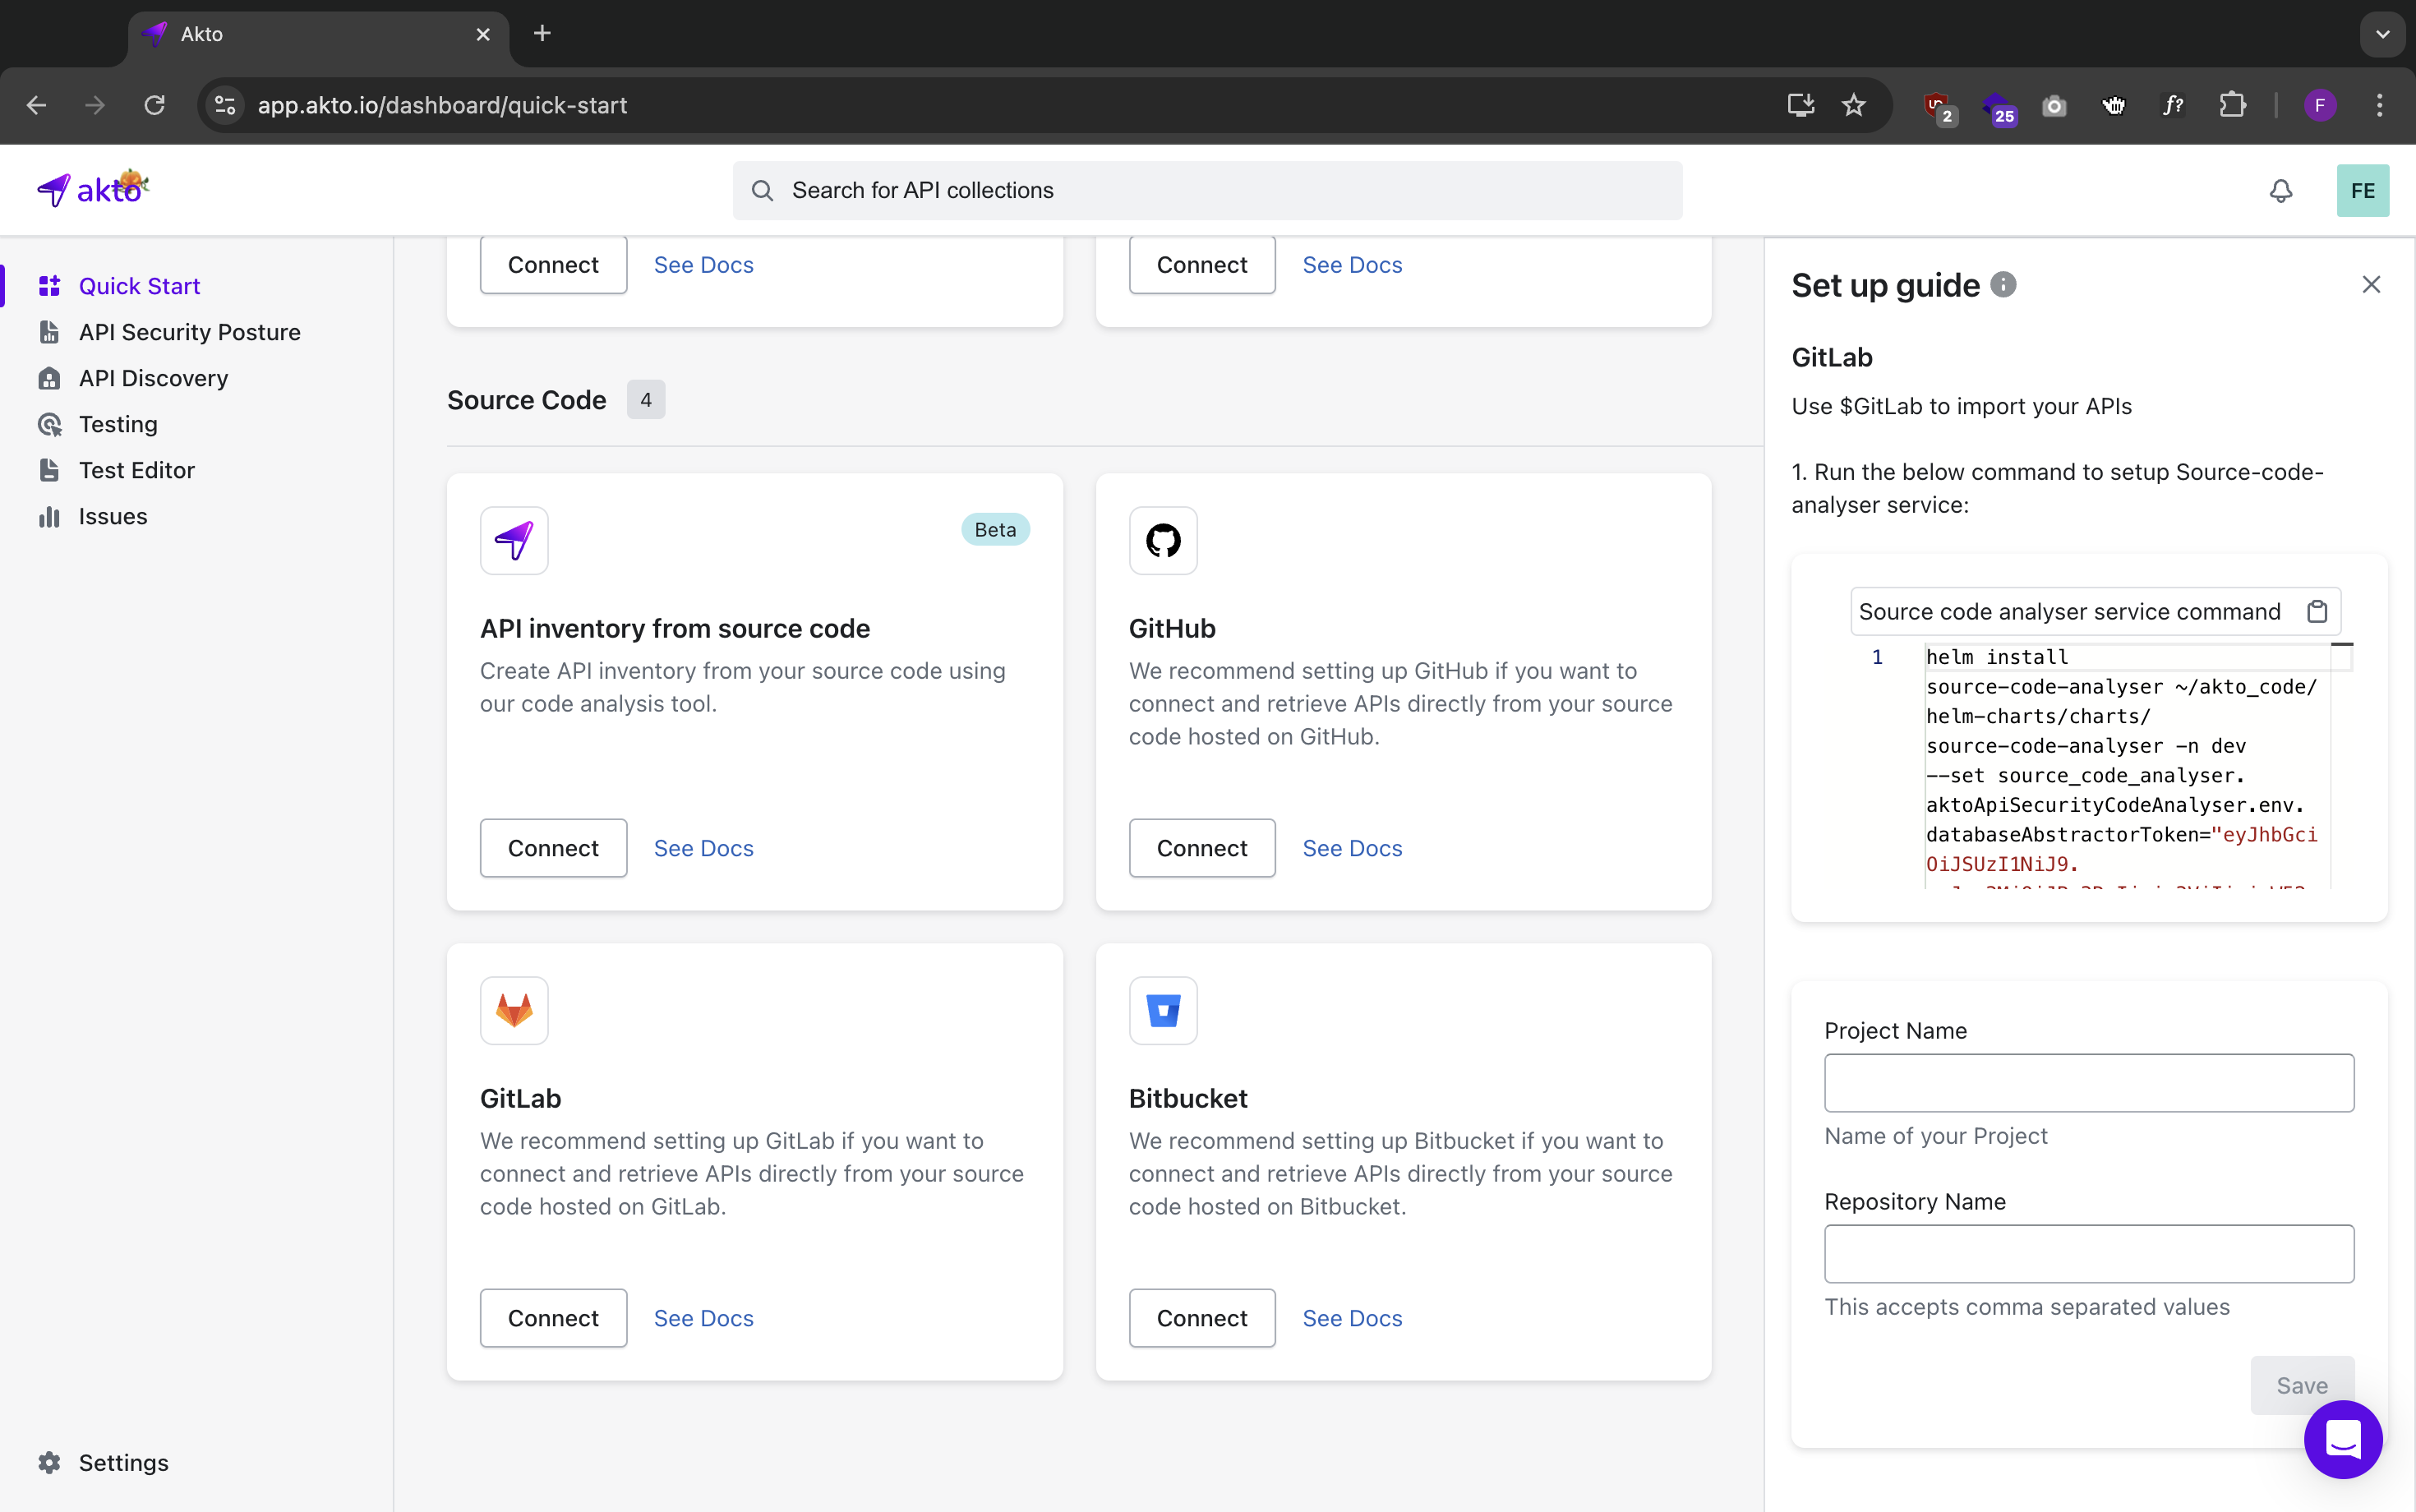 Akto
app.akto.io/dashboard/quick-start
2
25
f?
F
akto
Search for API collections
FE
Quick Start
API Security Posture
API Discovery
Testing
Test Editor
Issues
Settings
Connect
See Docs
Connect
See Docs
Source Code
4
Beta
API inventory from source code
Create API inventory from your source code using
our code analysis tool.
Connect
See Docs
GitHub
We recommend setting up GitHub if you want to
connect and retrieve APIs directly from your source
code hosted on GitHub.
Connect
See Docs
GitLab
We recommend setting up GitLab if you want to
connect and retrieve APIs directly from your source
code hosted on GitLab.
Connect
See Docs
Bitbucket
We recommend setting up Bitbucket if you want to
connect and retrieve APIs directly from your source
code hosted on Bitbucket.
Connect
See Docs
Set up guide
GitLab
Use $GitLab to import your APIs
1. Run the below command to setup Source-code-
analyser service:
Source code analyser service command
1
helm install
source-code-analyser ~/akto_code/
helm-charts/charts/
source-code-analyser -n dev
--set source_code_analyser.
aktoApiSecurityCodeAnalyser.env.
databaseAbstractorToken="eyJhbGci
OiJSUzI1NiJ9.
Project Name
Name of your Project
Repository Name
This accepts comma separated values
Save